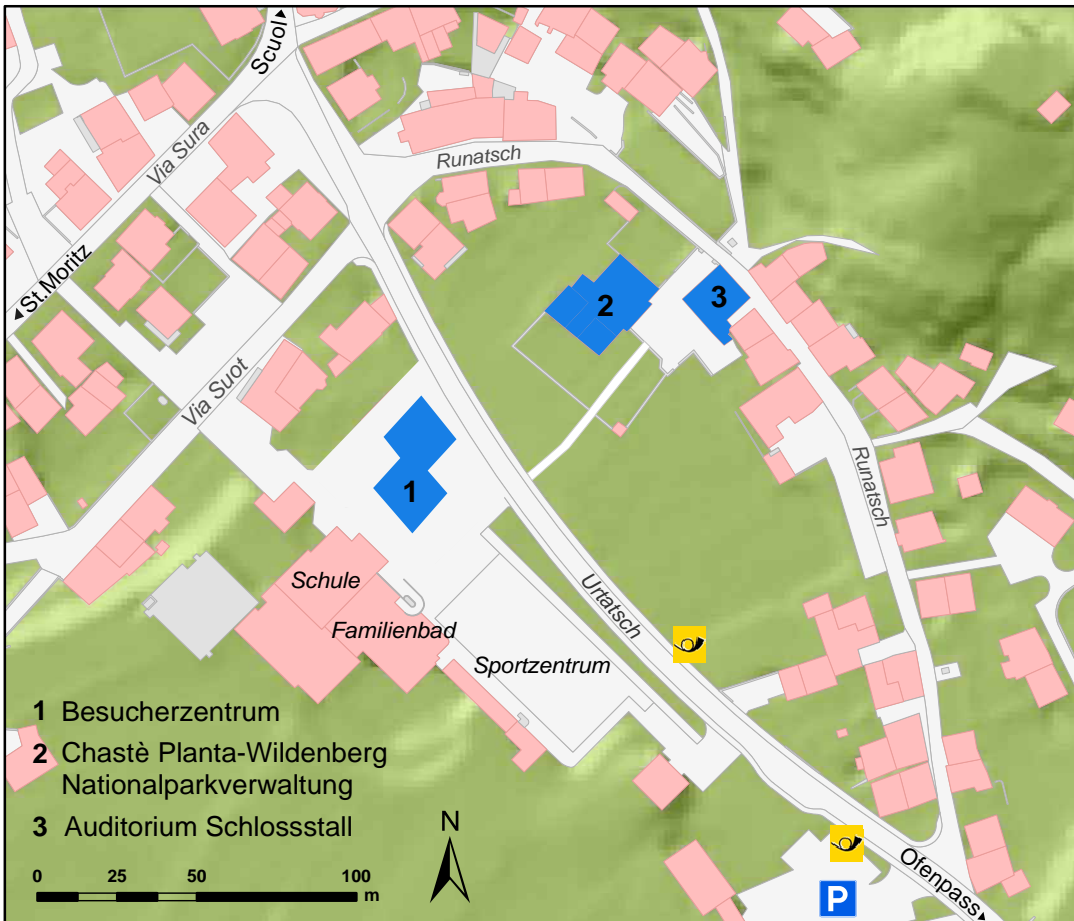 Scuol
Via Sura
Runatsch
St.Moritz
2
3
Via Suot
1
Runatsch
Schule
Urtatsch
Familienbad
Sportzentrum
1 Besucherzentrum
2 Chastè Planta-Wildenberg
Nationalparkverwaltung
3 Auditorium Schlossstall
N
0 25 50 100
m
Ofenpass
P